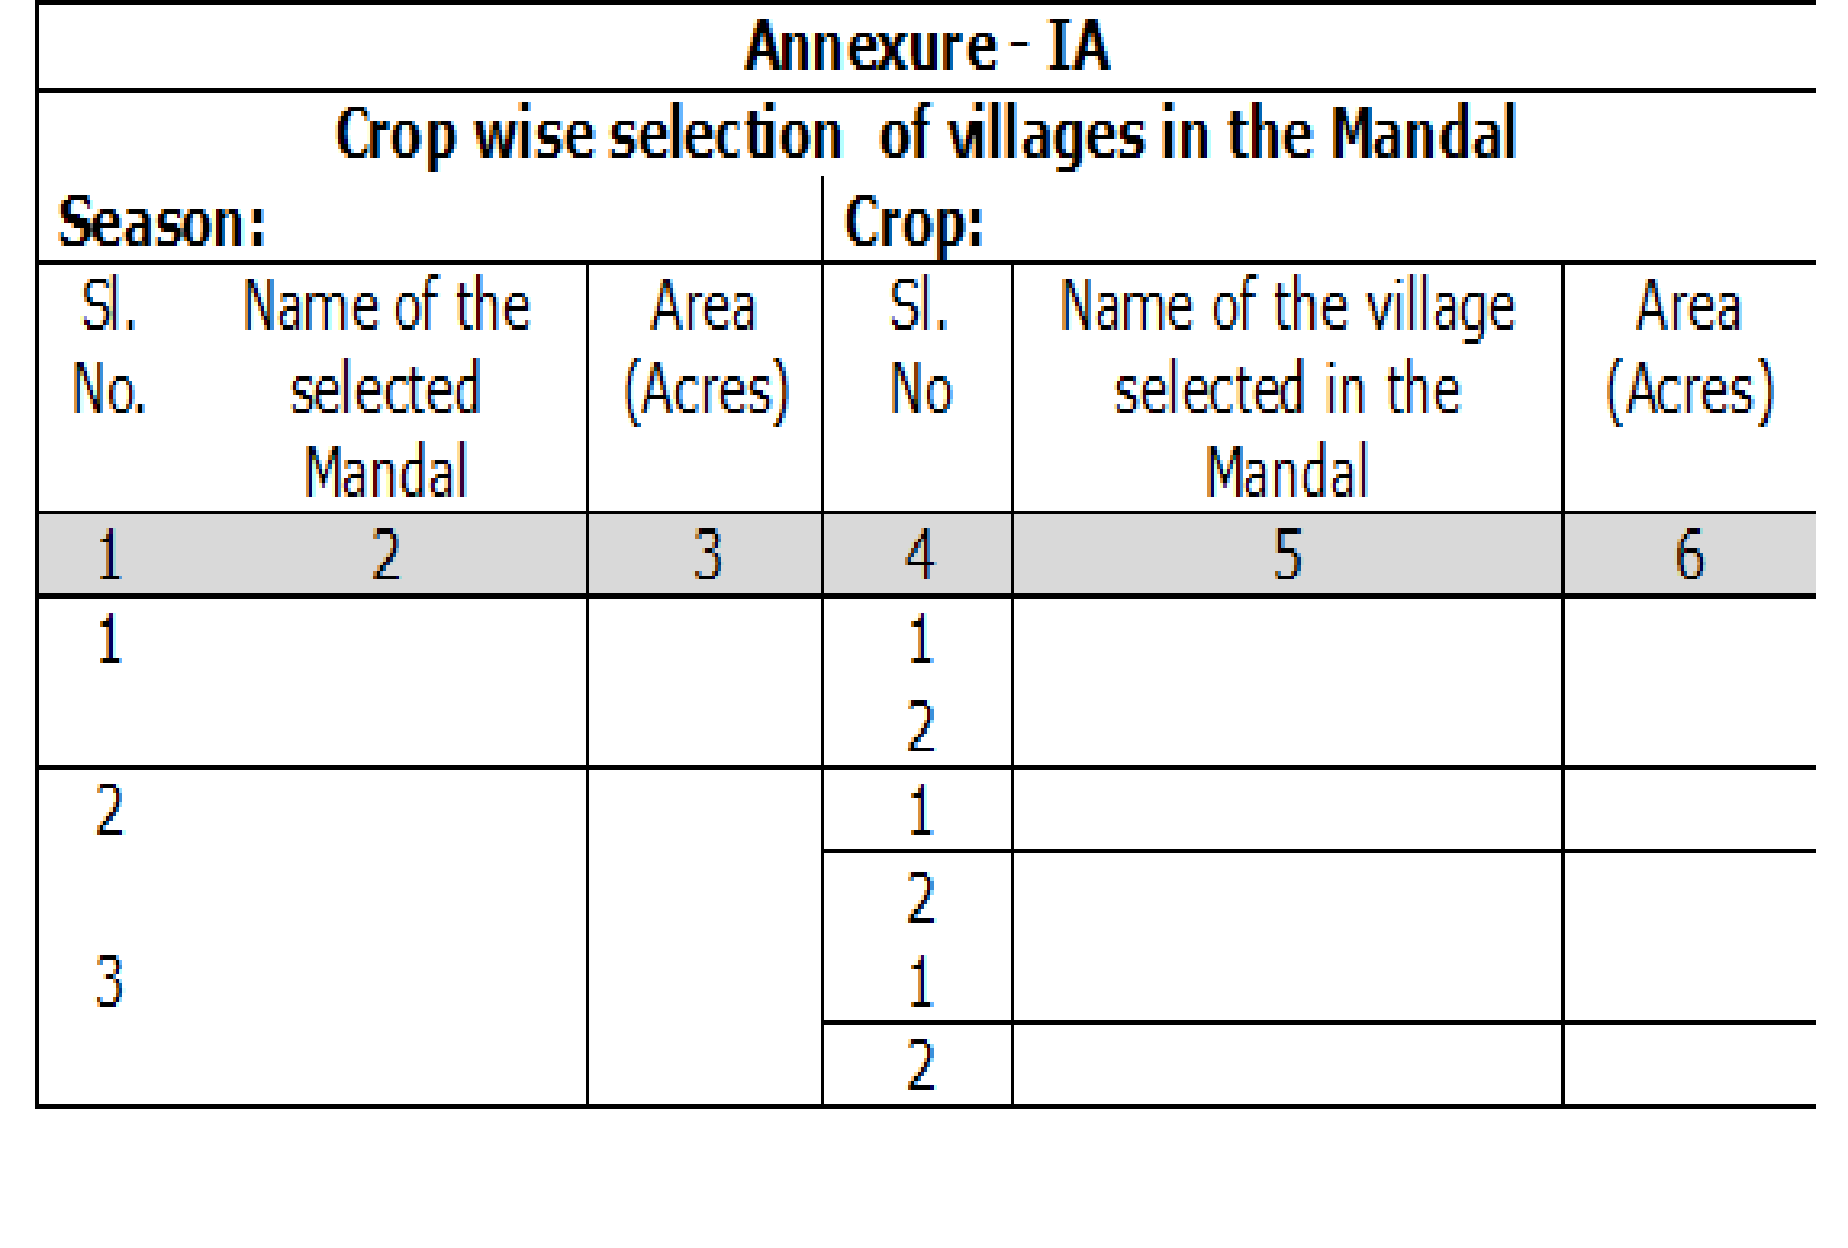 Annexure - IA
Crop wise selection of villages in the Mandal
Season: Crop:
Sl. Name of the Area Sl. Name of the village Area
No. selected (Acres) No selected in the (Acres)
Mandal Mandal
1 2 3 4 5 6
1 1
2
2 1
2
3 1
2